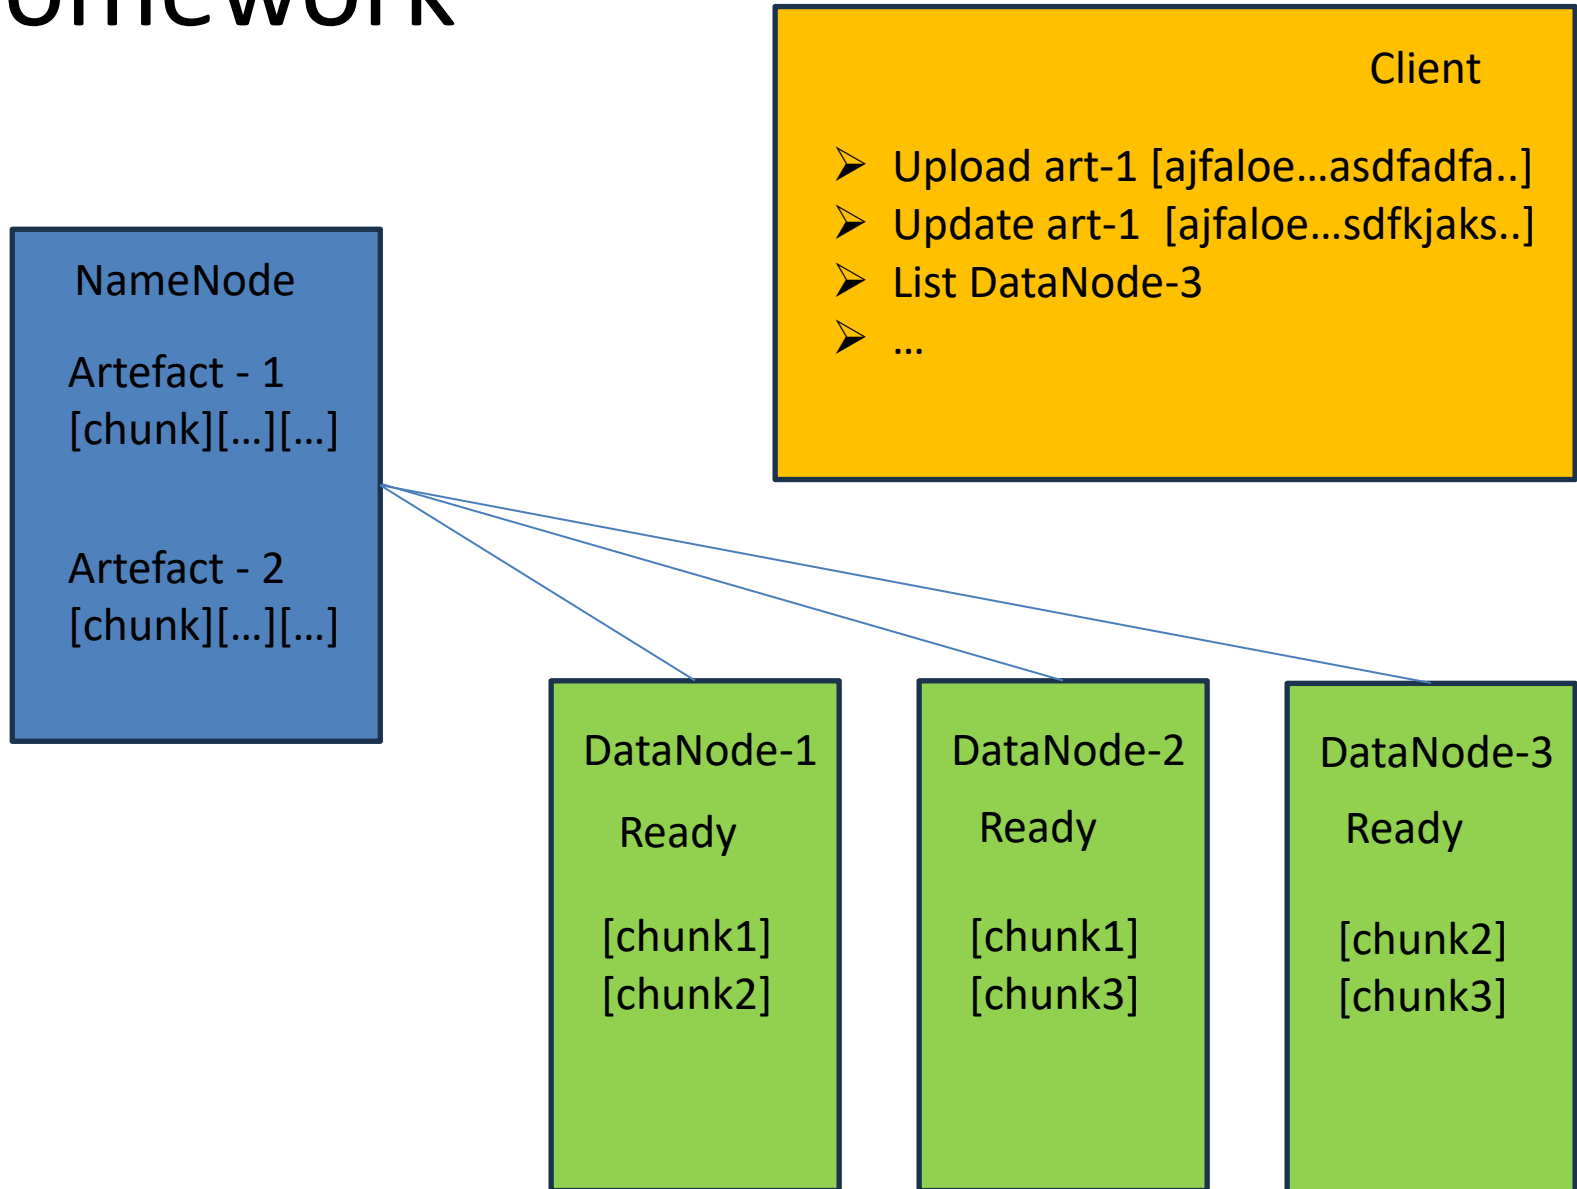 omework
Client
➢ Upload art-1 [ajfaloe…asdfadfa..]
➢ Update art-1 [ajfaloe…sdfkjaks..]
➢ List DataNode-3
➢ …
NameNode
Artefact - 1
[chunk][…][…]
Artefact - 2
[chunk][…][…]
DataNode-1
Ready
[chunk1]
[chunk2]
DataNode-2
Ready
[chunk1]
[chunk3]
DataNode-3
Ready
[chunk2]
[chunk3]